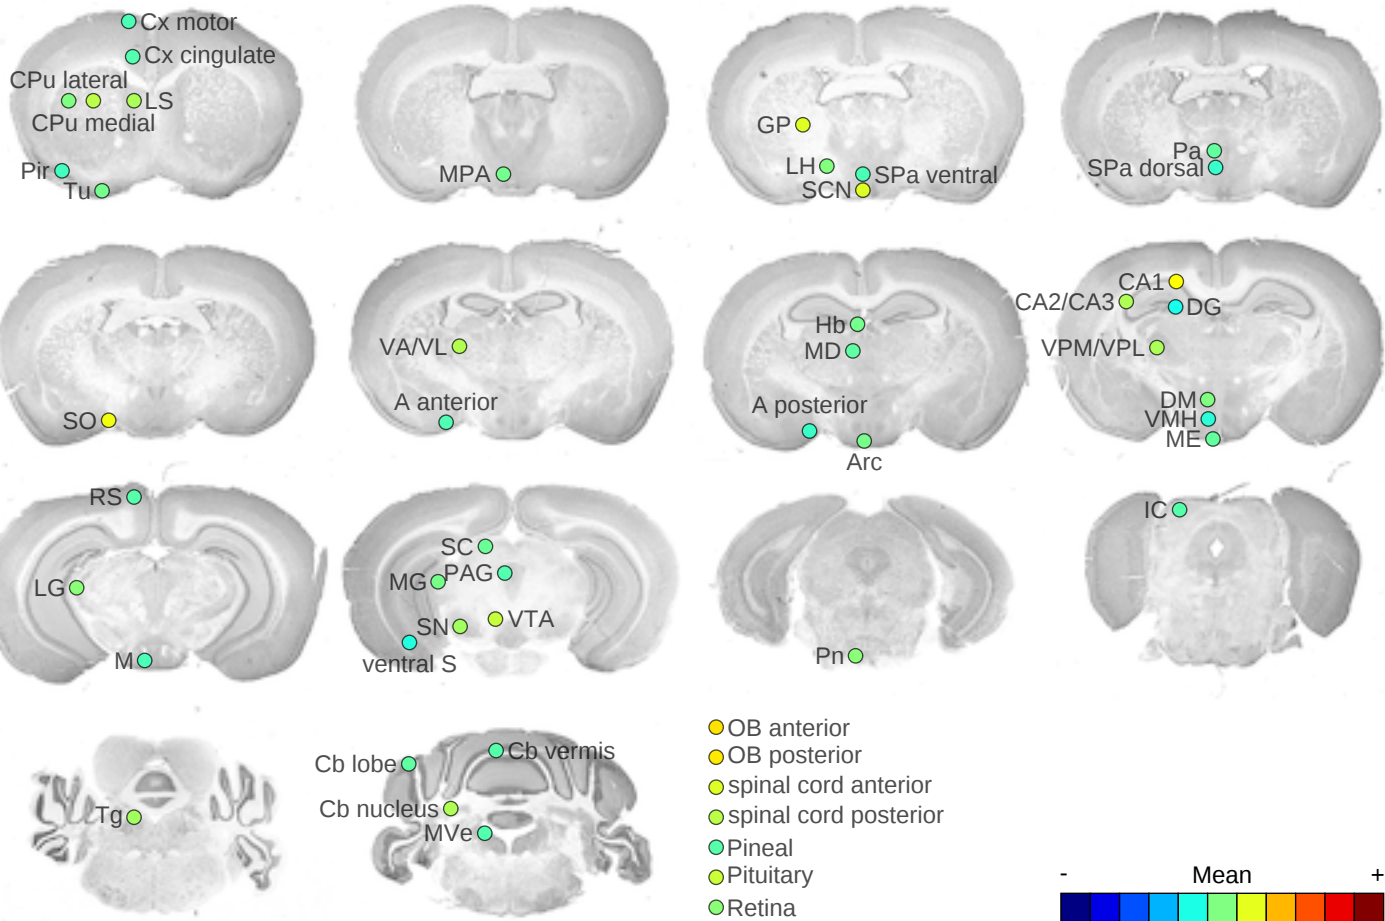 Cx motor
Cx cingulate
CPu lateral
LS
CPu medial
Pir
Tu
MPA
GP
LH
SPa ventral
SCN
Pa
SPa dorsal
SO
VA/VL
A anterior
Hb
MD
A posterior
Arc
CA1
CA2/CA3
DG
VPM/VPL
DM
VMH
ME
RS
LG
M
SC
MG
PAG
SN
VTA
ventral S
Pn
IC
Tg
Cb lobe
Cb vermis
Cb nucleus
MVe
OB anterior
OB posterior
spinal cord anterior
spinal cord posterior
Pineal
Pituitary
Retina
- Mean +